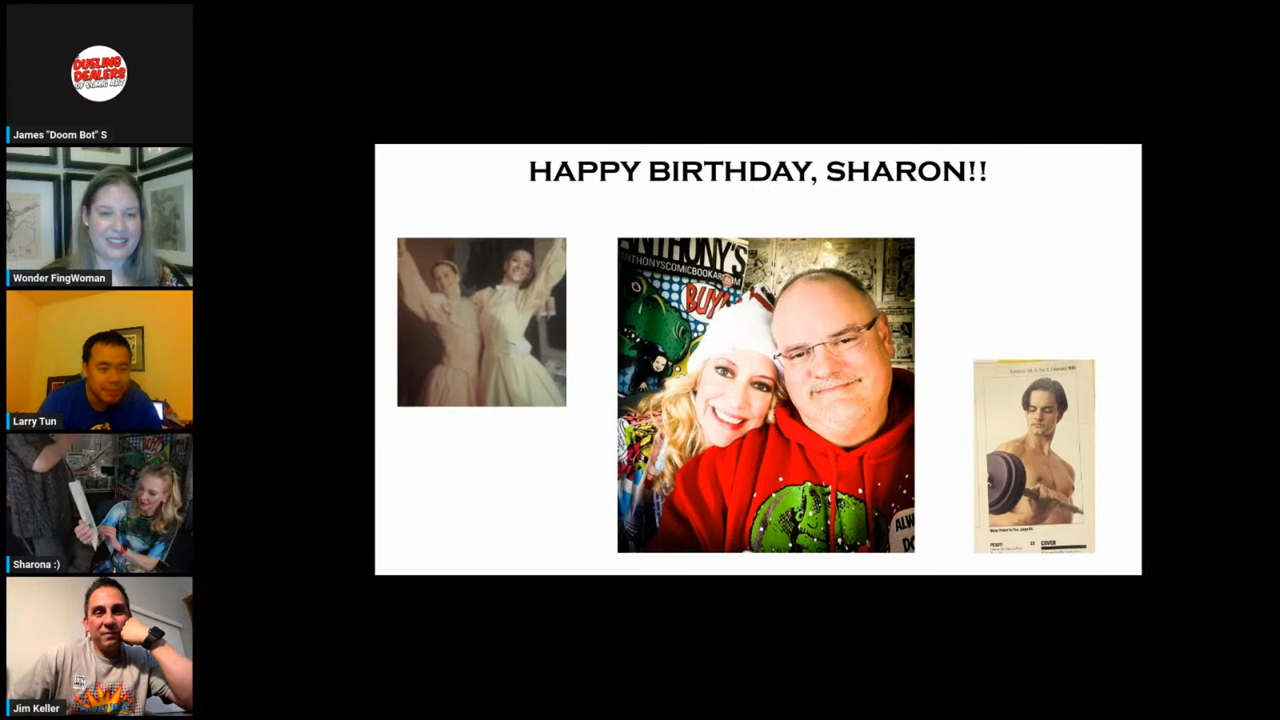 DUELING
DEALERS
OF COMIC ART
James "Doom Bot" S
Wonder FingWoman
Larry Tun
Sharona :)
Jim Keller
HAPPY BIRTHDAY, SHARON!!
ANTHONY'S
ANTHONYSCOMICBOOKART.COM
BUY!
COVER